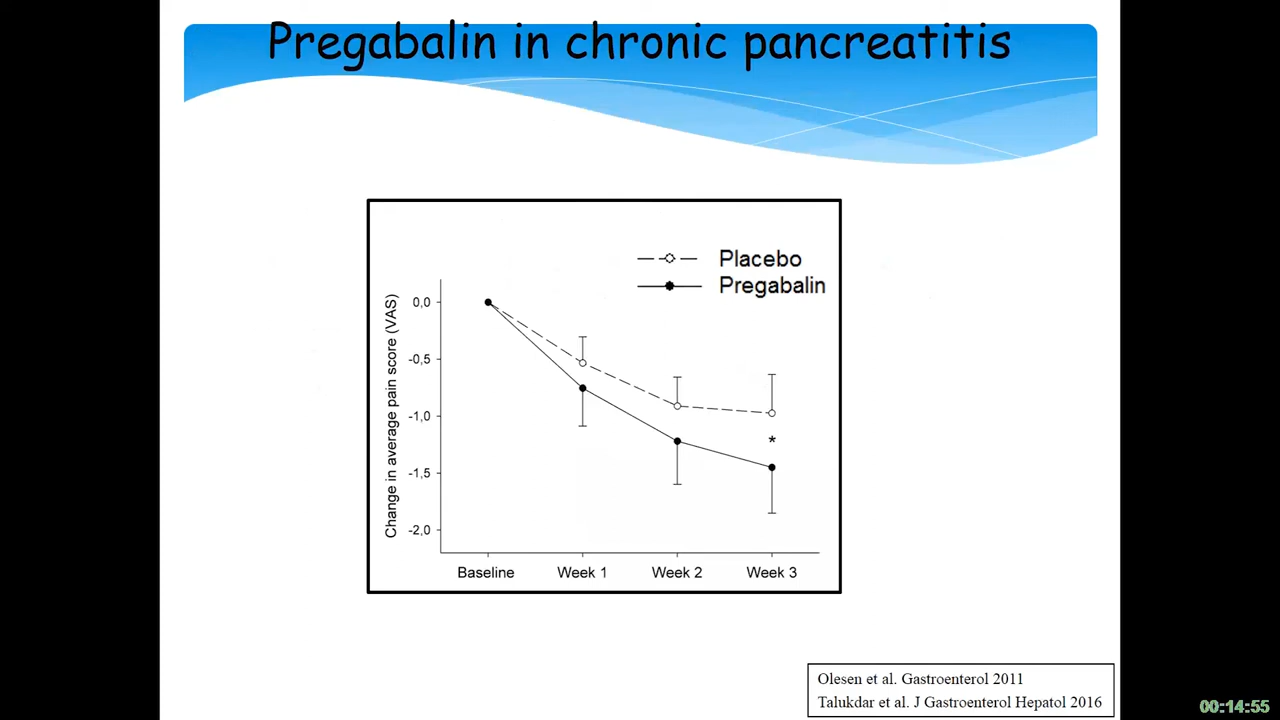 Pregabalin in chronic pancreatitis
Placebo
Pregabalin
Change in average pain score (VAS)
0,0
-0,5
-1,0
*
-1,5
-2,0
Baseline
Week 1
Week 2
Week 3
Olesen et al. Gastroenterol 2011
Talukdar et al. J Gastroenterol Hepatol 2016
00:14:55